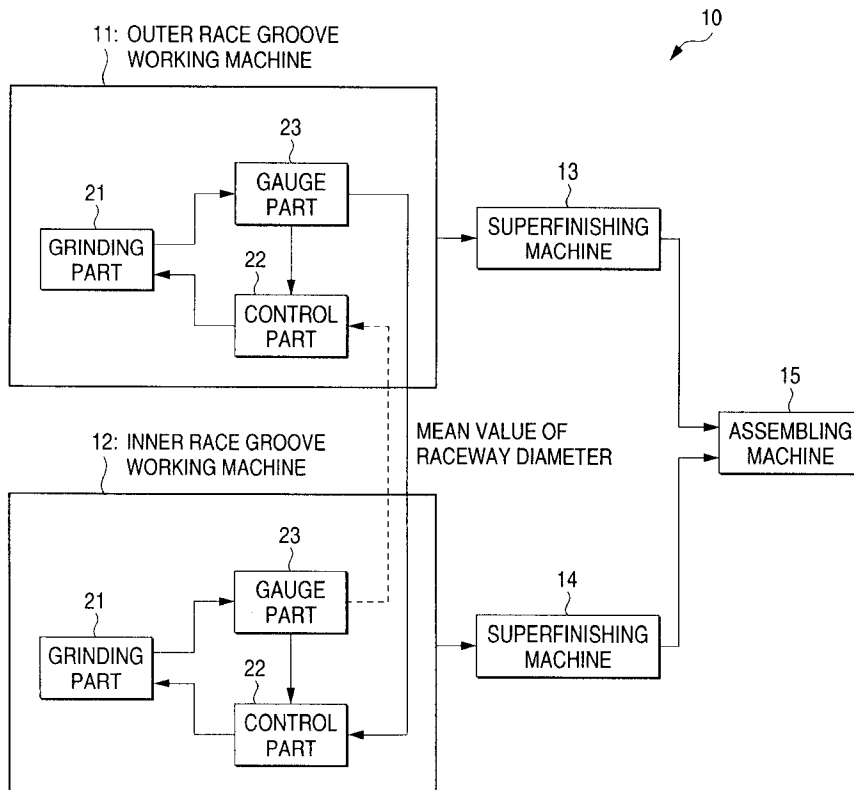 10
11: OUTER RACE GROOVE
WORKING MACHINE
23
GAUGE
PART
21
GRINDING
PART
22
CONTROL
PART
13
SUPERFINISHING
MACHINE
15
ASSEMBLING
MACHINE
MEAN VALUE OF
RACEWAY DIAMETER
12: INNER RACE GROOVE
WORKING MACHINE
23
GAUGE
PART
21
GRINDING
PART
22
CONTROL
PART
14
SUPERFINISHING
MACHINE